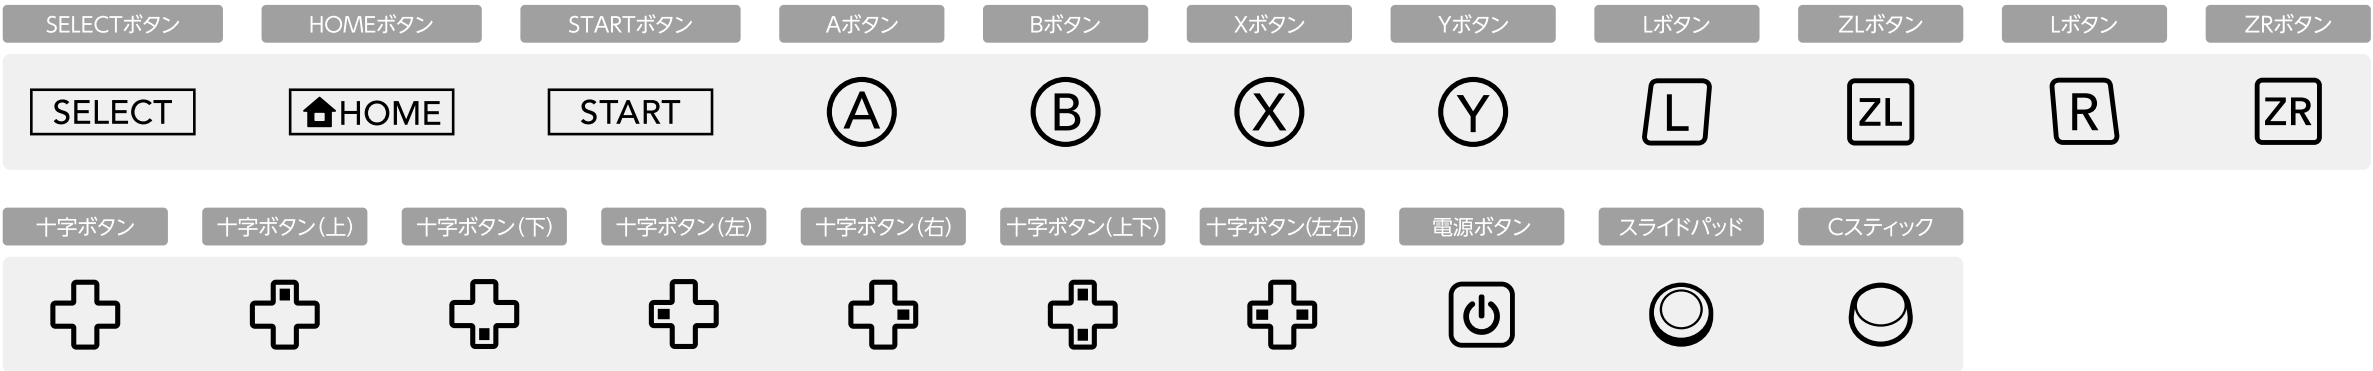 SELECTボタン HOMEボタン STARTボタン Aボタン Bボタン Xボタン Yボタン Lボタン ZLボタン Lボタン ZRボタン
SELECT HOME START A B X Y L ZL R ZR
十字ボタン 十字ボタン(上) 十字ボタン(下) 十字ボタン(左) 十字ボタン(右) 十字ボタン(上下) 十字ボタン(左右) 電源ボタン スライドパッド Cスティック